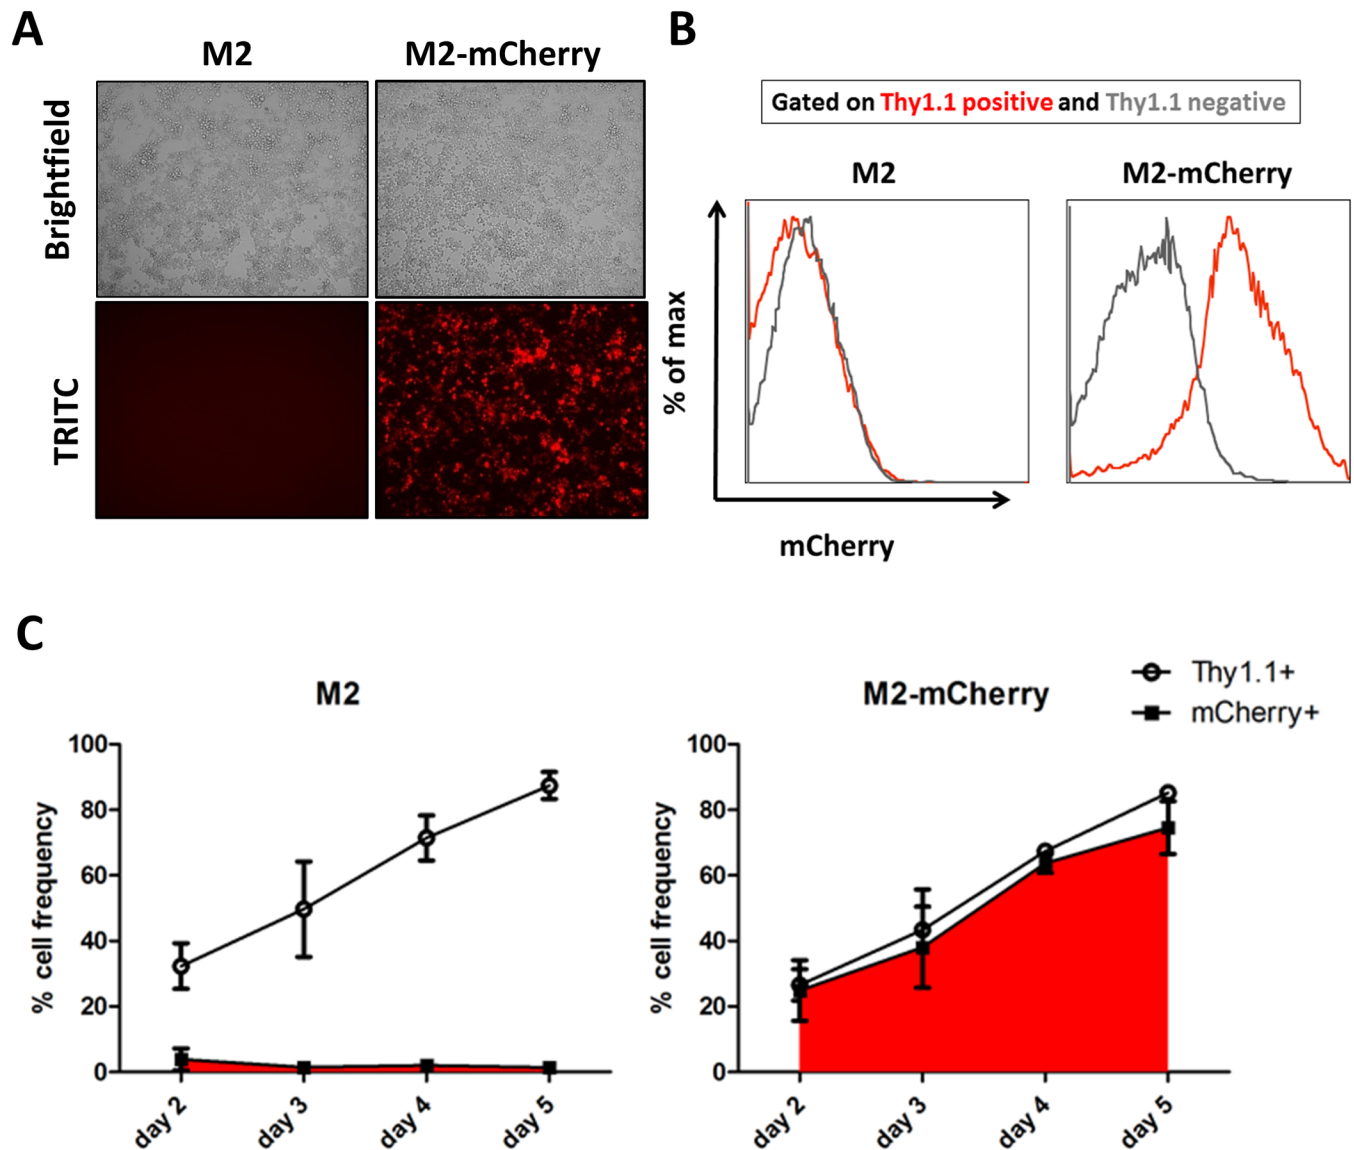 A
M2
M2-mCherry
Brightfield
TRITC
B
Gated on Thy1.1 positive and Thy1.1 negative
M2
M2-mCherry
% of max
mCherry
C
M2
% cell frequency
100
80
60
40
20
0
day 2
day 3
day 4
day 5
M2-mCherry
Thy1.1+
mCherry+
% cell frequency
100
80
60
40
20
0
day 2
day 3
day 4
day 5